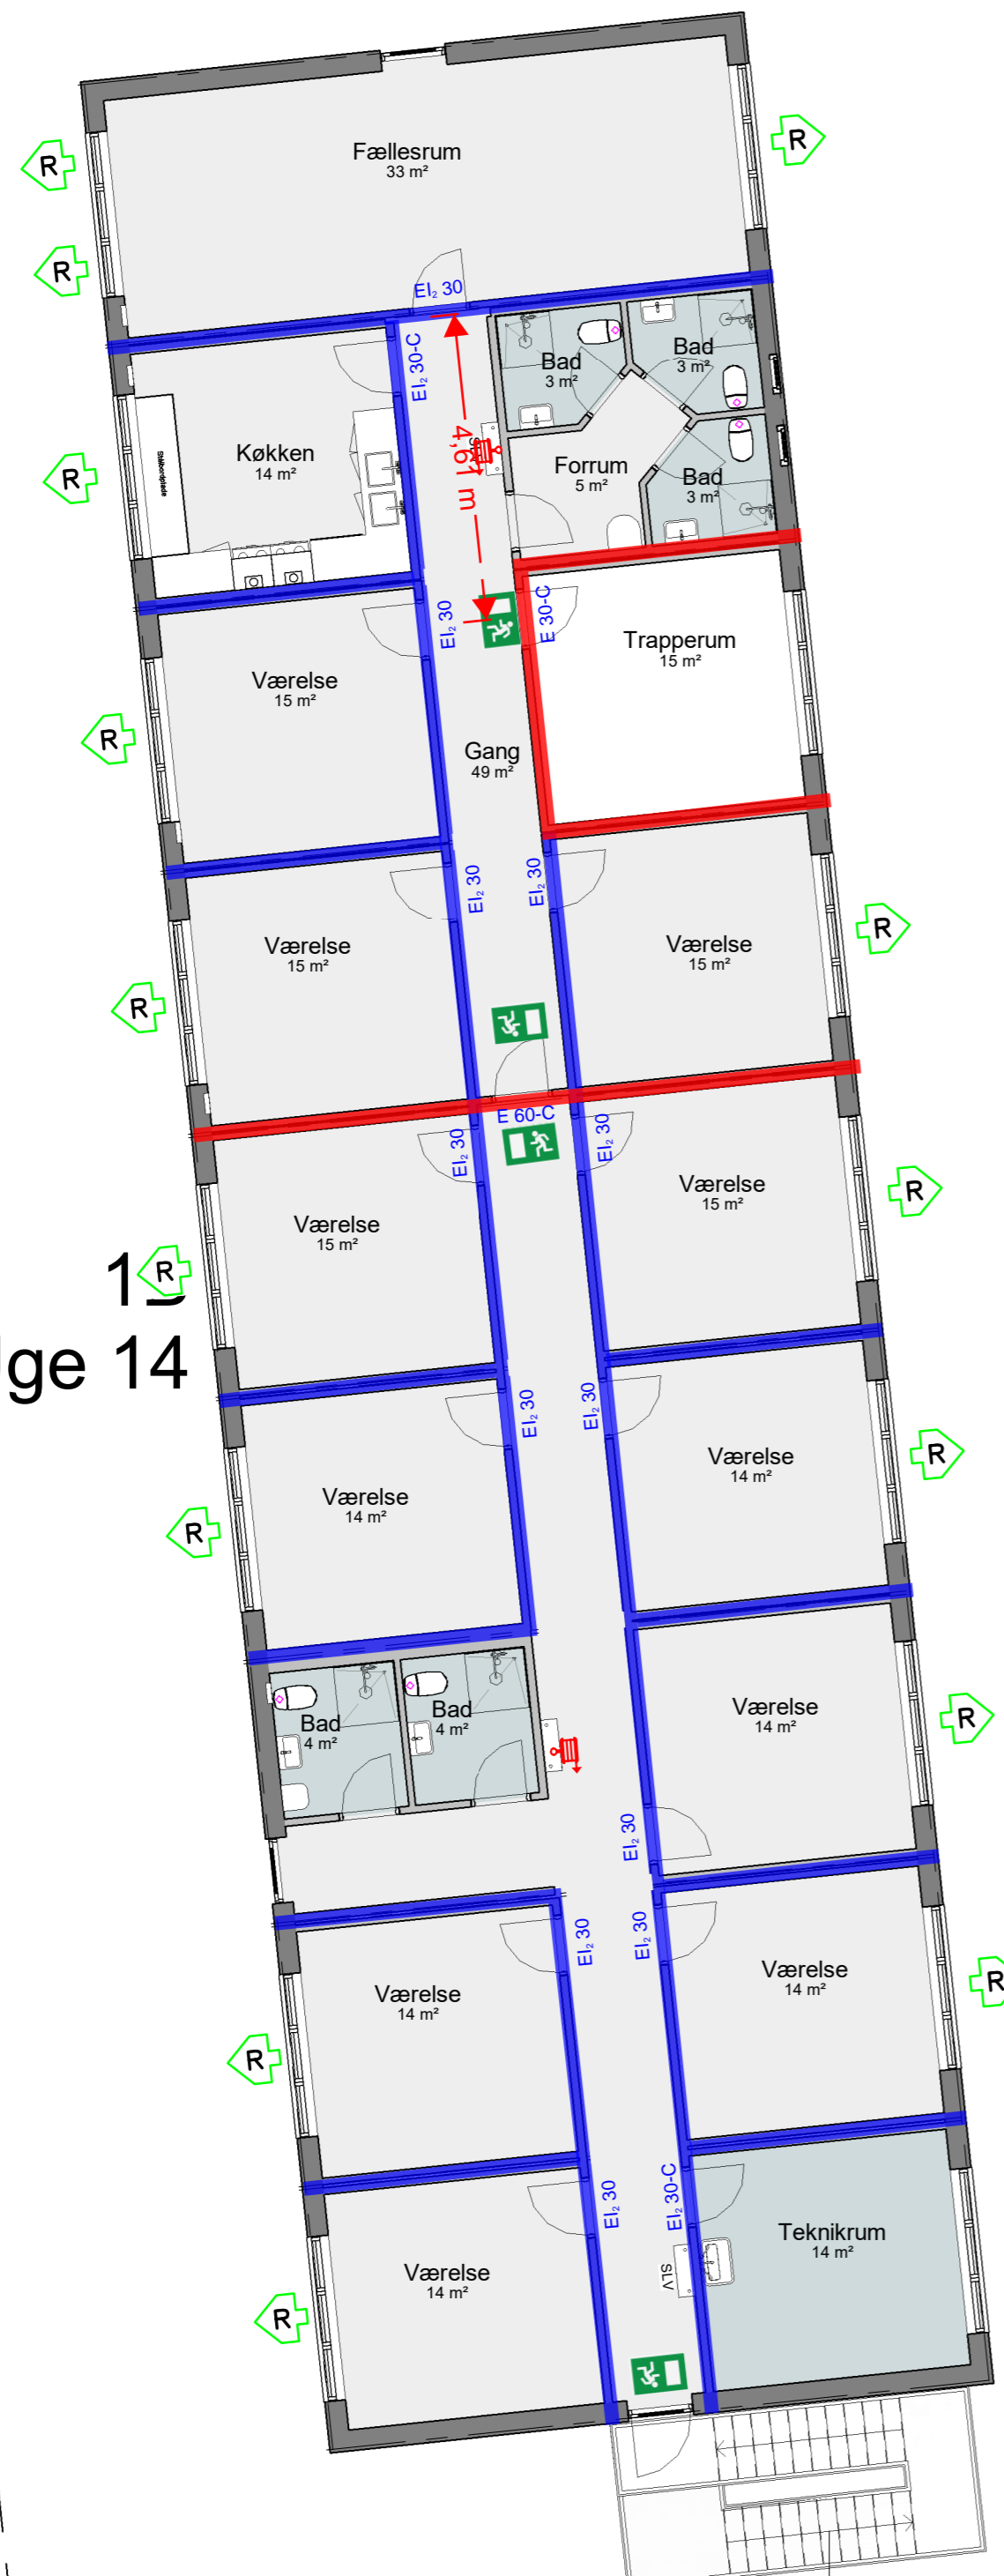 Fællesrum
33 m²
R
R
R
EI₂ 30
EI₂ 30-C
Bad
3 m²
Bad
3 m²
Køkken
14 m²
R
4,61 m
Forrum
5 m²
Bad
3 m²
EI₂ 30
E 30-C
Trapperum
15 m²
Værelse
15 m²
R
Gang
49 m²
EI₂ 30
EI₂ 30
Værelse
15 m²
R
Værelse
15 m²
R
E 60-C
EI₂ 30
EI₂ 30
Værelse
15 m²
R
Værelse
15 m²
R
ge 14
EI₂ 30
EI₂ 30
Værelse
14 m²
R
Værelse
14 m²
R
Bad
4 m²
Bad
4 m²
Værelse
14 m²
R
EI₂ 30
EI₂ 30
EI₂ 30
Værelse
14 m²
R
Værelse
14 m²
R
EI₂ 30
EI₂ 30-C
SLV
Teknikrum
14 m²
Værelse
14 m²
R